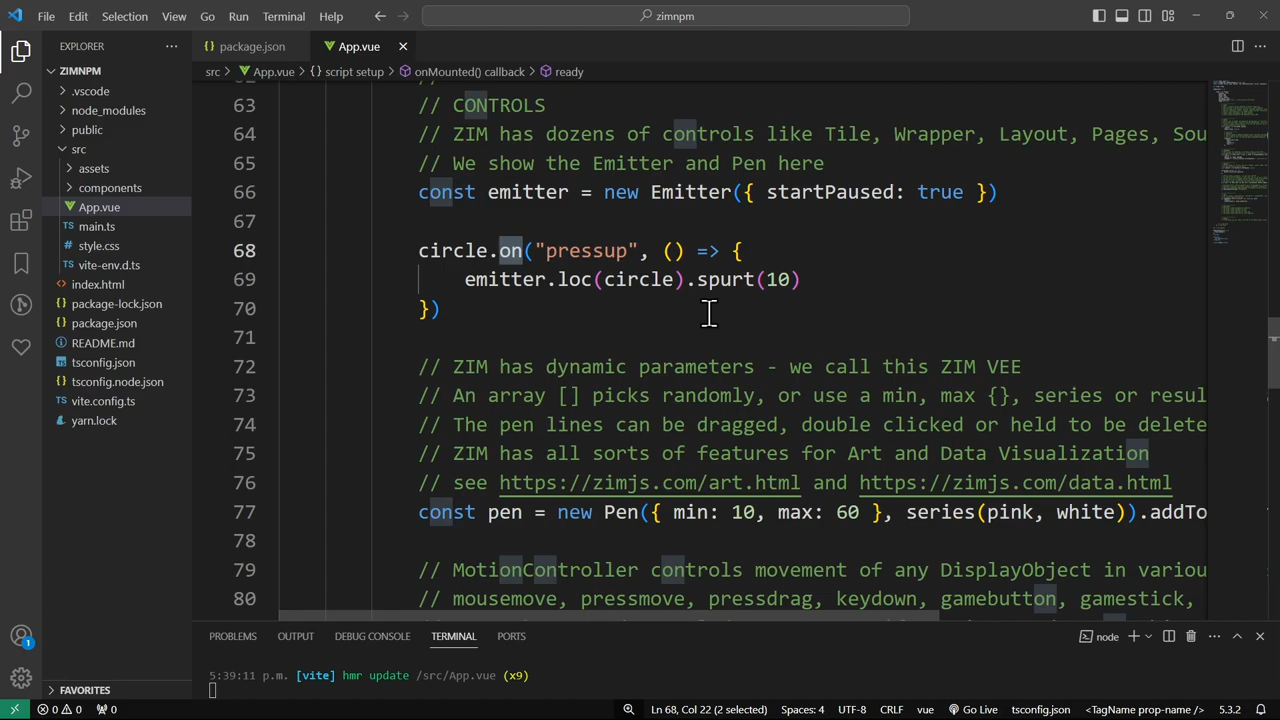 File Edit Selection View Go Run Terminal Help
zimnpm
EXPLORER
package.json
App.vue
ZIMNPM
src > App.vue > script setup > onMounted() callback > ready
.vscode
node_modules
public
src
assets
components
App.vue
main.ts
style.css
vite-env.d.ts
index.html
package-lock.json
package.json
README.md
tsconfig.json
tsconfig.node.json
vite.config.ts
yarn.lock
FAVORITES
63 // CONTROLS
64 // ZIM has dozens of controls like Tile, Wrapper, Layout, Pages, Sou
65 // We show the Emitter and Pen here
66 const emitter = new Emitter({ startPaused: true })
67
68 circle.on("pressup", () => {
69 emitter.loc(circle).spurt(10)
70 })
71
72 // ZIM has dynamic parameters - we call this ZIM VEE
73 // An array [] picks randomly, or use a min, max {}, series or resul
74 // The pen lines can be dragged, double clicked or held to be delete
75 // ZIM has all sorts of features for Art and Data Visualization
76 // see https://zimjs.com/art.html and https://zimjs.com/data.html
77 const pen = new Pen({ min: 10, max: 60 }, series(pink, white)).addTo
78
79 // MotionController controls movement of any DisplayObject in variou
80 // mousemove, pressmove, pressdrag, keydown, gamebutton, gamestick,
PROBLEMS OUTPUT DEBUG CONSOLE TERMINAL PORTS
node
5:39:11 p.m. [vite] hmr update /src/App.vue (x9)
1
0 0 0
Ln 68, Col 22 (2 selected) Spaces: 4 UTF-8 CRLF vue Go Live tsconfig.json <TagName prop-name /> 5.3.2